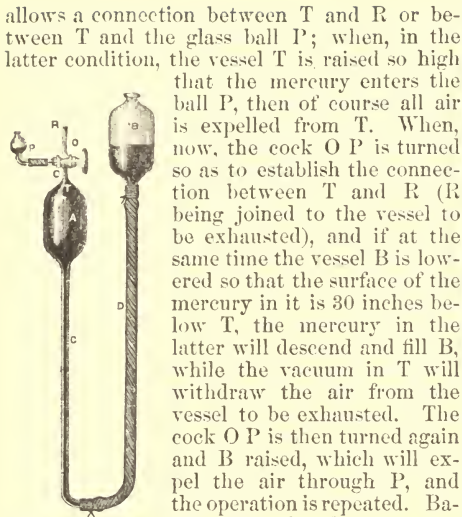 allows a connection between T and R or be-
tween T and the glass ball P; when, in the
latter condition, the vessel T is raised so high
that the mercury enters the
ball P, then of course all air
is expelled from T. When,
now, the cock O P is turned
so as to establish the connec-
tion between T and R (R
being joined to the vessel to
be exhausted), and if at the
same time the vessel B is low-
ered so that the surface of the
mercury in it is 30 inches be-
low T, the mercury in the
latter will descend and fill B,
while the vacuum in T will
withdraw the air from the
vessel to be exhausted. The
cock O P is then turned again
and B raised, which will ex-
pel the air through P, and
the operation is repeated. Ba-
R
B
P
O
C
A
D
C